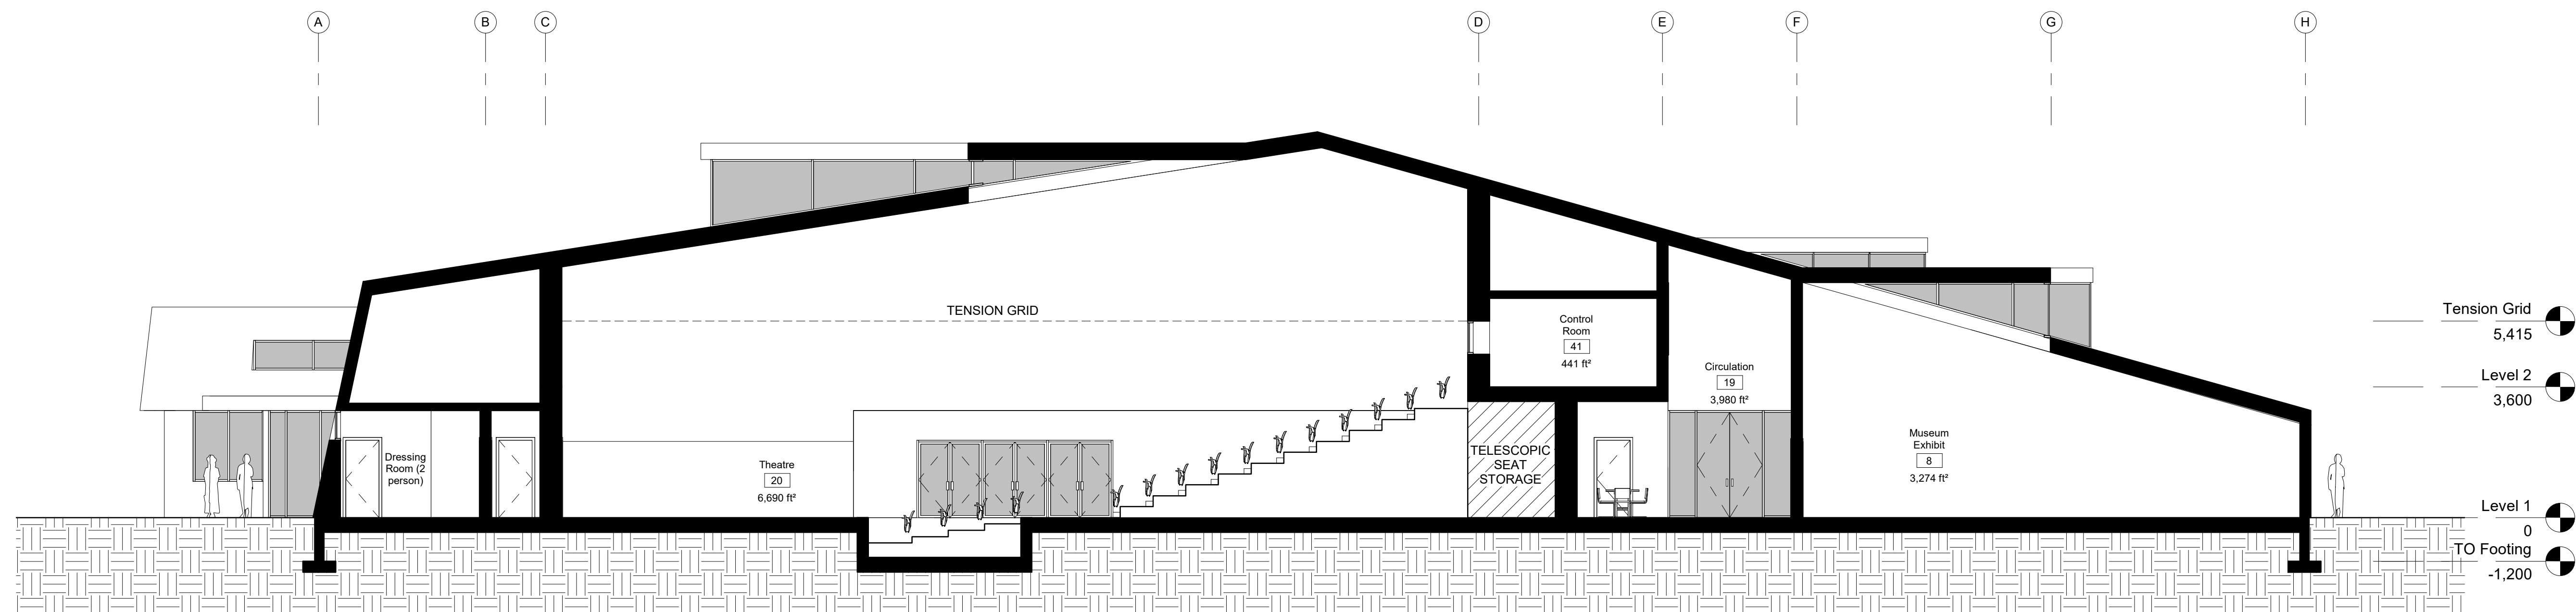 A
B
C
D
E
F
G
H
TENSION GRID
Control
Room
41
441 ft²
Circulation
19
3,980 ft²
Tension Grid
5,415
Level 2
3,600
Dressing
Room (2
person)
Theatre
20
6,690 ft²
TELESCOPIC
SEAT
STORAGE
Museum
Exhibit
8
3,274 ft²
Level 1
0
TO Footing
-1,200